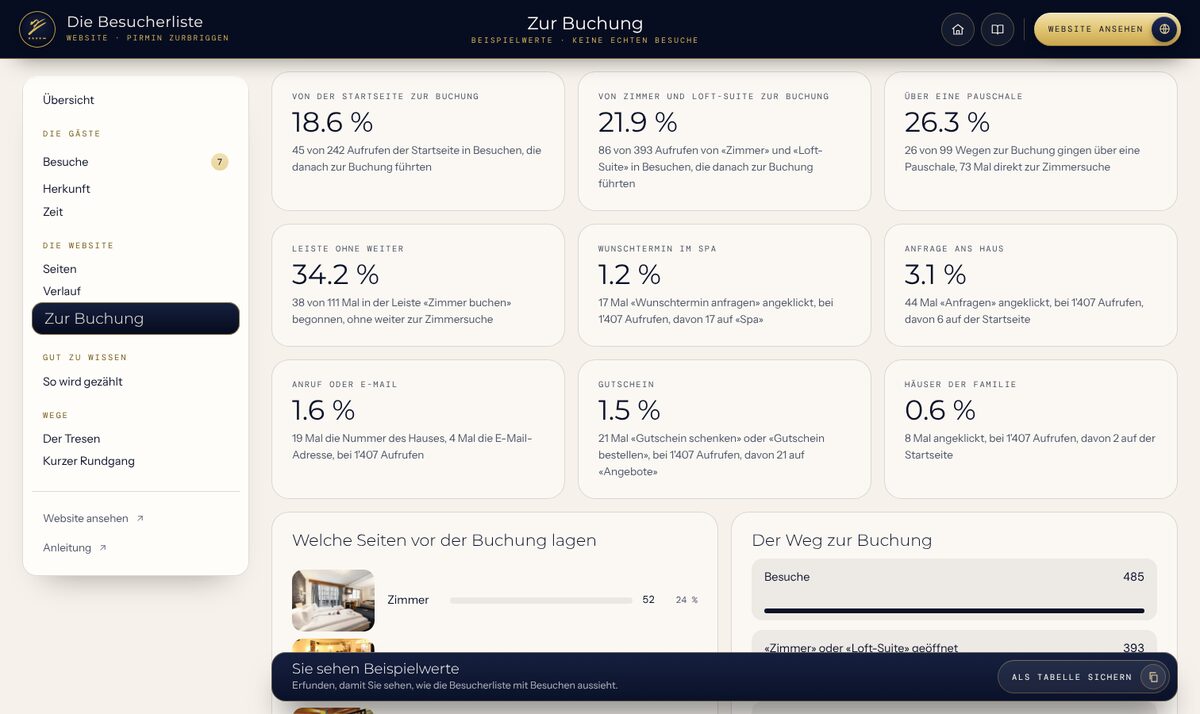 Die Besucherliste
WEBSITE · PIRMIN ZURBRIGGEN
Zur Buchung
BEISPIELWERTE · KEINE ECHTEN BESUCHE
WEBSITE ANSEHEN
Übersicht
DIE GÄSTE
Besuche 7
Herkunft
Zeit
DIE WEBSITE
Seiten
Verlauf
Zur Buchung
GUT ZU WISSEN
So wird gezählt
WEGE
Der Tresen
Kurzer Rundgang
Website ansehen ↗
Anleitung ↗
VON DER STARTSEITE ZUR BUCHUNG
18.6 %
45 von 242 Aufrufen der Startseite in Besuchen, die
danach zur Buchung führten
VON ZIMMER UND LOFT-SUITE ZUR BUCHUNG
21.9 %
86 von 393 Aufrufen von «Zimmer» und «Loft-
Suite» in Besuchen, die danach zur Buchung
führten
ÜBER EINE PAUSCHALE
26.3 %
26 von 99 Wegen zur Buchung gingen über eine
Pauschale, 73 Mal direkt zur Zimmersuche
LEISTE OHNE WEITER
34.2 %
38 von 111 Mal in der Leiste «Zimmer buchen»
begonnen, ohne weiter zur Zimmersuche
WUNSCHTERMIN IM SPA
1.2 %
17 Mal «Wunschtermin anfragen» angeklickt, bei
1'407 Aufrufen, davon 17 auf «Spa»
ANFRAGE ANS HAUS
3.1 %
44 Mal «Anfragen» angeklickt, bei 1'407 Aufrufen,
davon 6 auf der Startseite
ANRUF ODER E-MAIL
1.6 %
19 Mal die Nummer des Hauses, 4 Mal die E-Mail-
Adresse, bei 1'407 Aufrufen
GUTSCHEIN
1.5 %
21 Mal «Gutschein schenken» oder «Gutschein
bestellen», bei 1'407 Aufrufen, davon 21 auf
«Angebote»
HÄUSER DER FAMILIE
0.6 %
8 Mal angeklickt, bei 1'407 Aufrufen, davon 2 auf der
Startseite
Welche Seiten vor der Buchung lagen
Zimmer 52 24 %
Der Weg zur Buchung
Besuche 485
«Zimmer» oder «Loft-Suite» geöffnet 393
Sie sehen Beispielwerte
Erfunden, damit Sie sehen, wie die Besucherliste mit Besuchen aussieht.
ALS TABELLE SICHERN